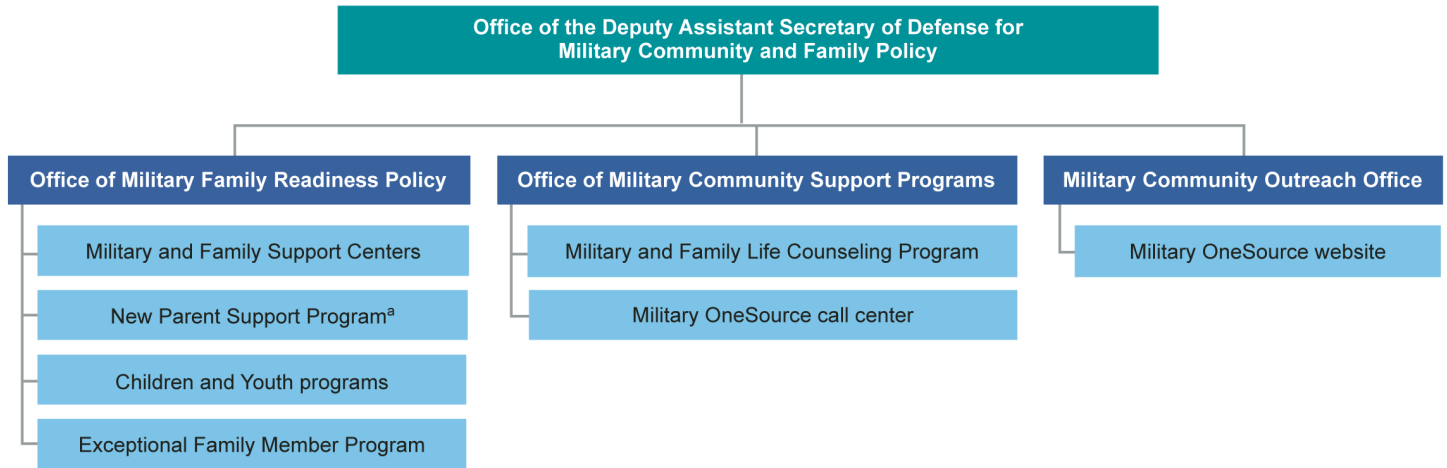 Office of the Deputy Assistant Secretary of Defense for
Military Community and Family Policy
Office of Military Family Readiness Policy
Military and Family Support Centers
New Parent Support Programᵃ
Children and Youth programs
Exceptional Family Member Program
Office of Military Community Support Programs
Military and Family Life Counseling Program
Military OneSource call center
Military Community Outreach Office
Military OneSource website